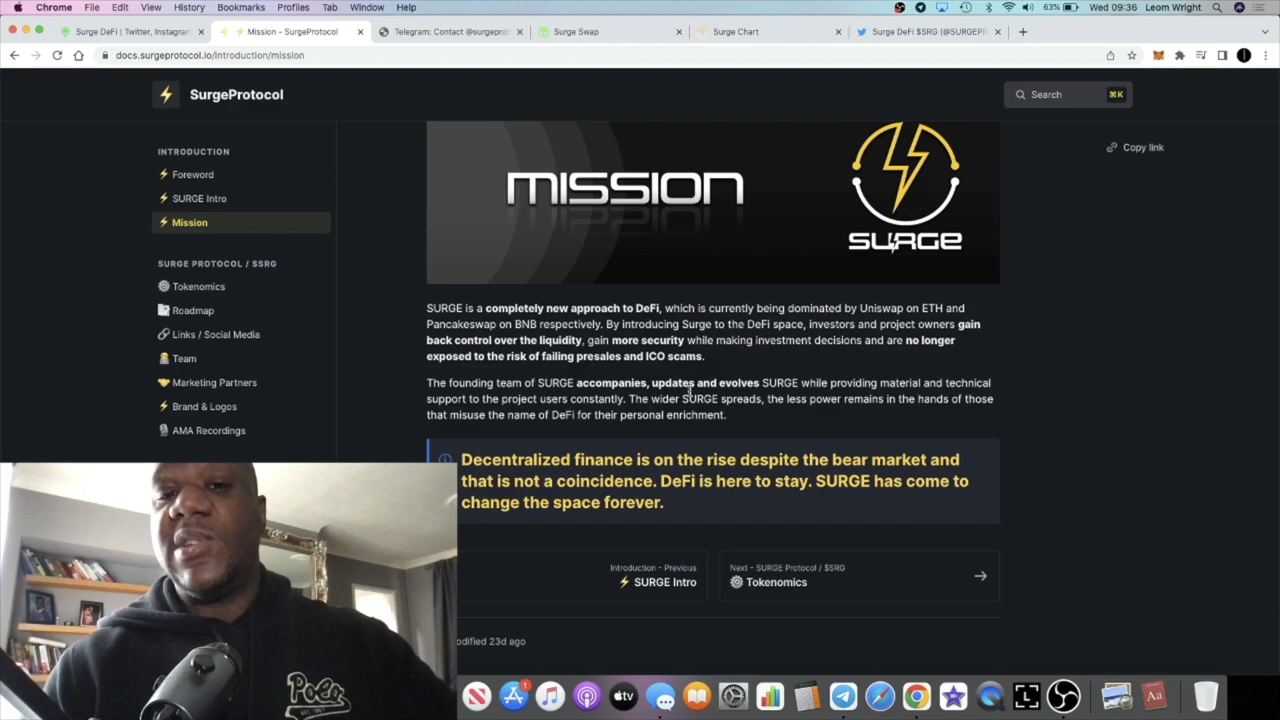 Chrome File Edit View History Bookmarks Profiles Tab Window Help 63% Wed 09:36 Leom Wright
Surge DeFi | Twitter, Instagram Mission - SurgeProtocol Telegram: Contact @surgeprot Surge Swap Surge Chart Surge DeFi $SRG (@SURGEPR
docs.surgeprotocol.io/introduction/mission
SurgeProtocol
Search
⌘K
INTRODUCTION
Foreword
SURGE Intro
Mission
SURGE PROTOCOL / $SRG
Tokenomics
Roadmap
Links / Social Media
Team
Marketing Partners
Brand & Logos
AMA Recordings
MISSION
SURGE
Copy link
SURGE is a completely new approach to DeFi, which is currently being dominated by Uniswap on ETH and
Pancakeswap on BNB respectively. By introducing Surge to the DeFi space, investors and project owners gain
back control over the liquidity, gain more security while making investment decisions and are no longer
exposed to the risk of failing presales and ICO scams.
The founding team of SURGE accompanies, updates and evolves SURGE while providing material and technical
support to the project users constantly. The wider SURGE spreads, the less power remains in the hands of those
that misuse the name of DeFi for their personal enrichment.
Decentralized finance is on the rise despite the bear market and
that is not a coincidence. DeFi is here to stay. SURGE has come to
change the space forever.
Introduction - Previous
SURGE Intro
Next - SURGE Protocol / $SRG
Tokenomics
odified 23d ago
Polo
tv
1
L
Aa